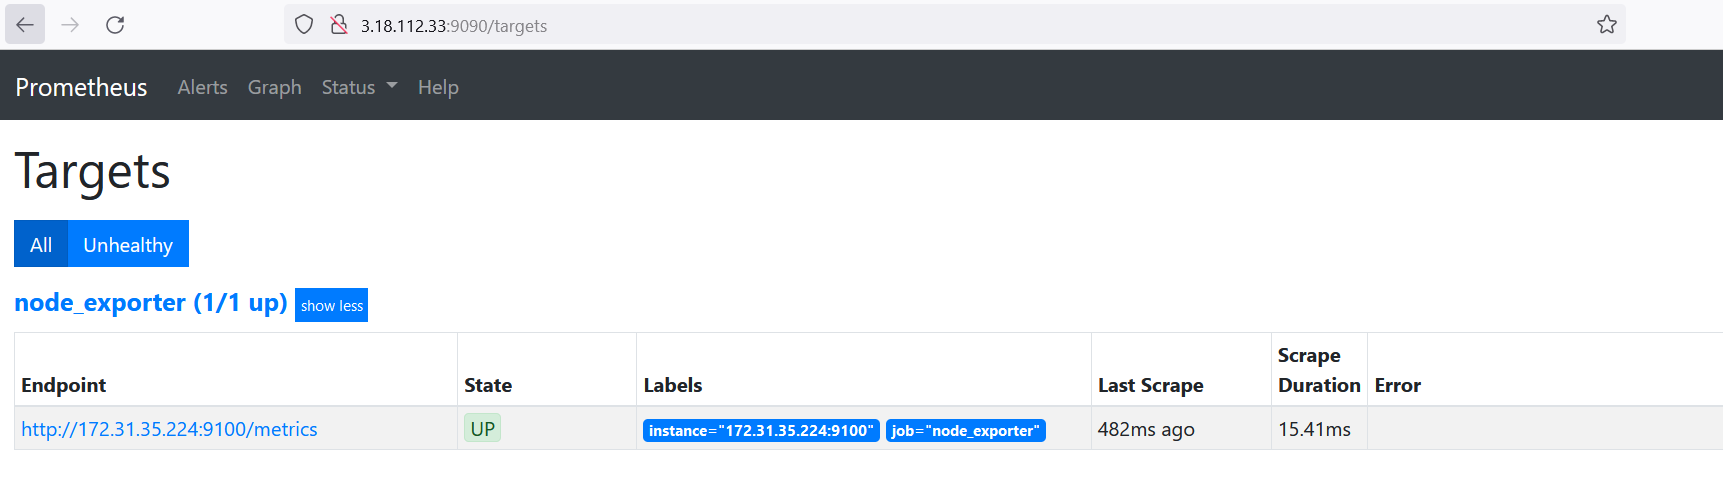 3.18.112.33:9090/targets
Prometheus Alerts Graph Status Help
Targets
All Unhealthy
node_exporter (1/1 up) show less
Endpoint State Labels Last Scrape Scrape Duration Error
http://172.31.35.224:9100/metrics UP instance="172.31.35.224:9100" job="node_exporter" 482ms ago 15.41ms